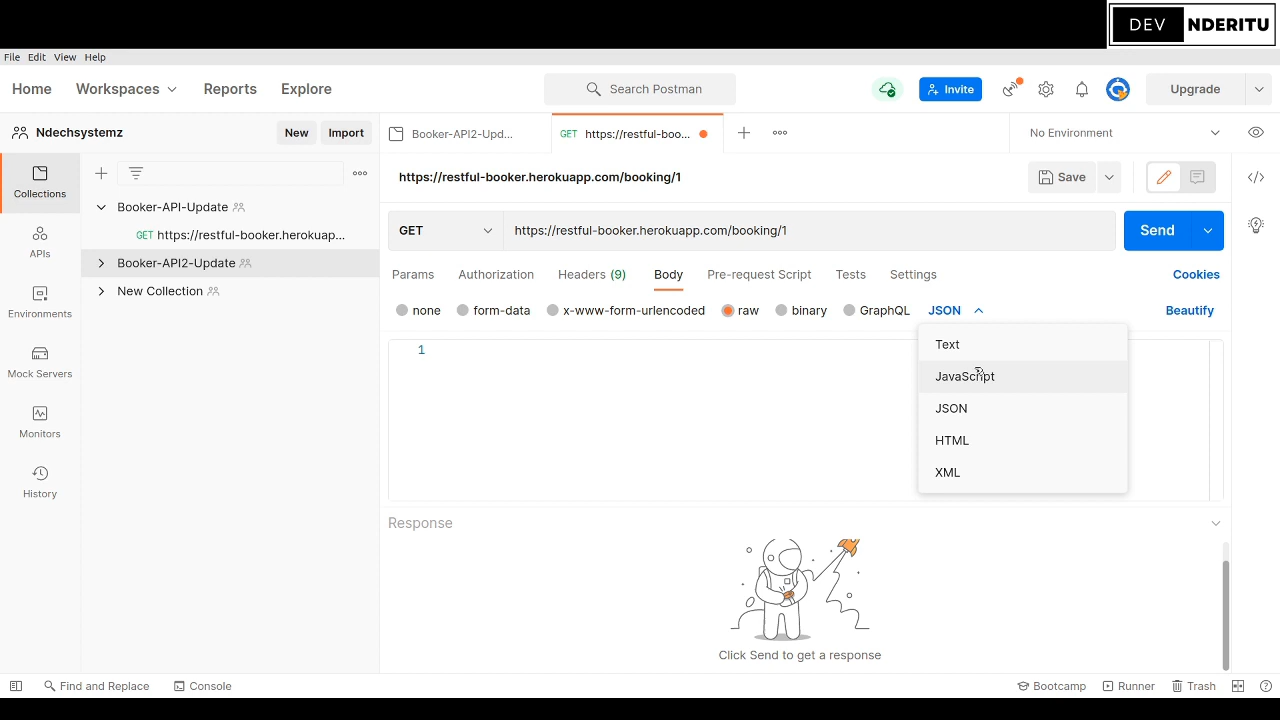 DEV NDERITU
File Edit View Help
Home Workspaces Reports Explore Search Postman Invite Upgrade
Ndechsystemz New Import Booker-API2-Upd... GET https://restful-boo... No Environment
Collections
APIs
Environments
Mock Servers
Monitors
History
Booker-API-Update
GET https://restful-booker.herokuap...
Booker-API2-Update
New Collection
https://restful-booker.herokuapp.com/booking/1 Save
GET https://restful-booker.herokuapp.com/booking/1 Send
Params Authorization Headers (9) Body Pre-request Script Tests Settings Cookies
none form-data x-www-form-urlencoded raw binary GraphQL JSON Beautify
1
Text
JavaScript
JSON
HTML
XML
Response
Click Send to get a response
Find and Replace Console Bootcamp Runner Trash